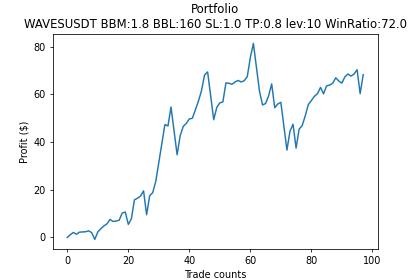 Portfolio
WAVESUSDT BBM:1.8 BBL:160 SL:1.0 TP:0.8 lev:10 WinRatio:72.0
80
60
40
20
0
Profit ($)
0 20 40 60 80 100
Trade counts